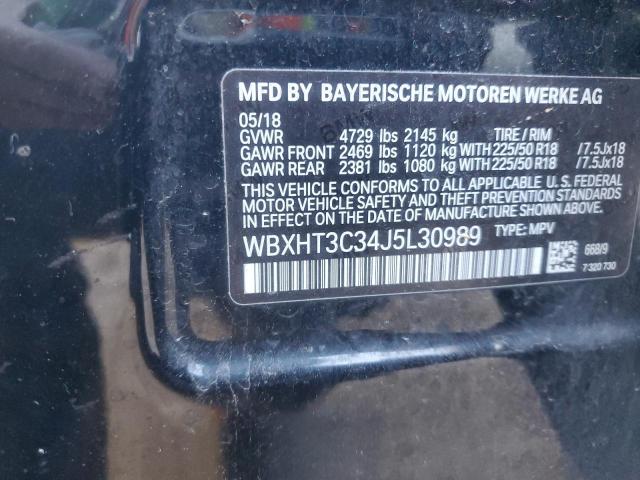 MFD BY BAYERISCHE MOTOREN WERKE AG
05/18
GVWR 4729 lbs 2145 kg TIRE / RIM
GAWR FRONT 2469 lbs 1120 kg WITH 225/50 R18 /7.5Jx18
GAWR REAR 2381 lbs 1080 kg WITH 225/50 R18 /7.5Jx18
THIS VEHICLE CONFORMS TO ALL APPLICABLE U. S. FEDERAL
MOTOR VEHICLE SAFETY AND THEFT PREVENTION STANDARDS
IN EFFECT ON THE DATE OF MANUFACTURE SHOWN ABOVE.
WBXHT3C34J5L30989 TYPE: MPV
668/9
7 320 730